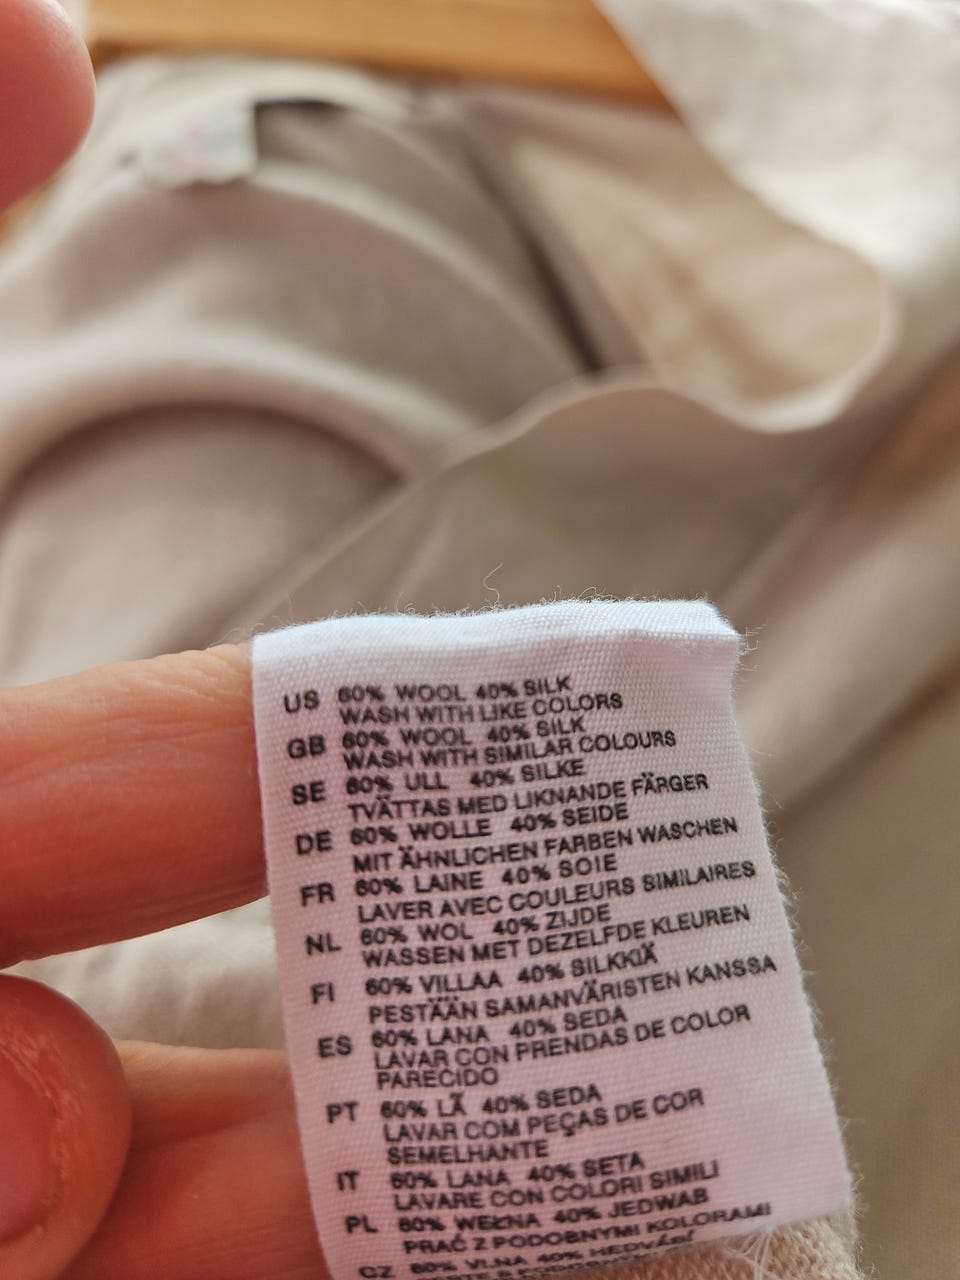 US 60% WOOL 40% SILK
WASH WITH LIKE COLORS
GB 60% WOOL 40% SILK
WASH WITH SIMILAR COLOURS
SE 60% ULL 40% SILKE
TVÄTTAS MED LIKNANDE FÄRGER
DE 60% WOLLE 40% SEIDE
MIT ÄHNLICHEN FARBEN WASCHEN
FR 60% LAINE 40% SOIE
LAVER AVEC COULEURS SIMILAIRES
NL 60% WOL 40% ZIJDE
WASSEN MET DEZELFDE KLEUREN
FI 60% VILLAA 40% SILKKIÄ
PESTÄÄN SAMANVÄRISTEN KANSSA
ES 60% LANA 40% SEDA
LAVAR CON PRENDAS DE COLOR
PARECIDO
PT 60% LÃ 40% SEDA
LAVAR COM PEÇAS DE COR
SEMELHANTE
IT 60% LANA 40% SETA
LAVARE CON COLORI SIMILI
PL 60% WEŁNA 40% JEDWAB
PRAĆ Z PODOBNYMI KOLORAMI
CZ 60% VLNA 40% HEDVÁBÍ